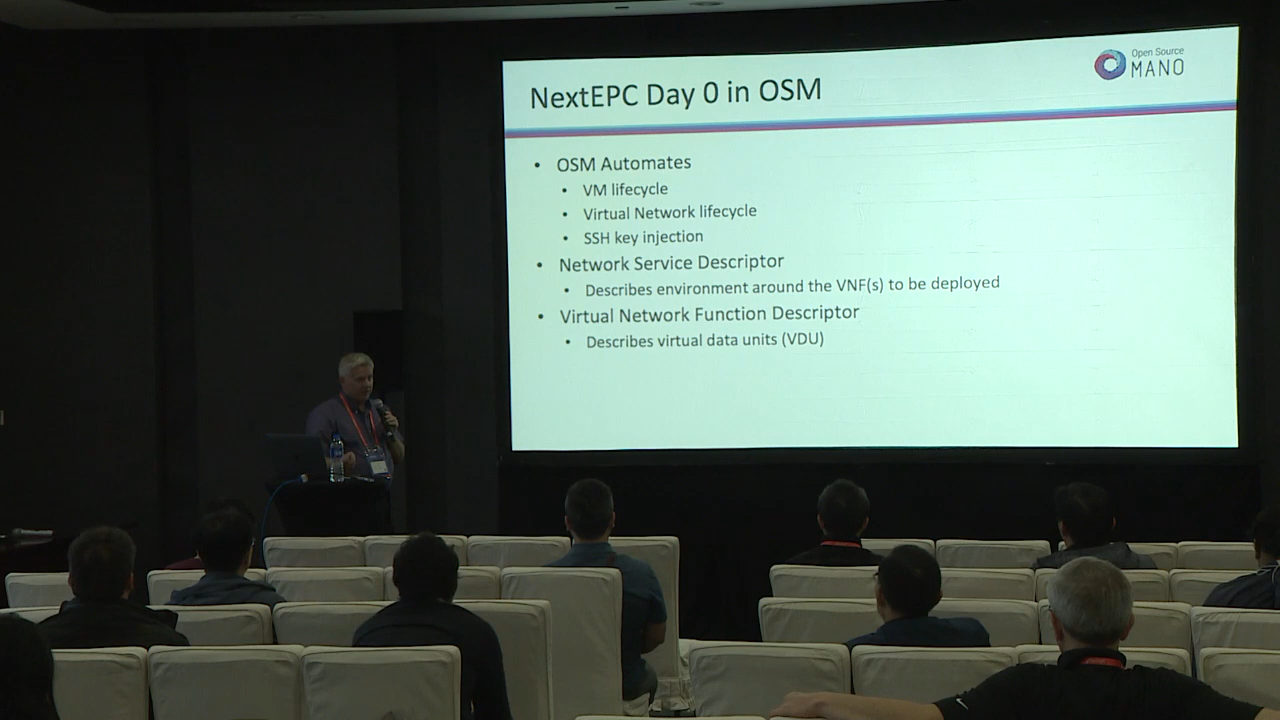 Open Source
MANO
NextEPC Day 0 in OSM
• OSM Automates
• VM lifecycle
• Virtual Network lifecycle
• SSH key injection
• Network Service Descriptor
• Describes environment around the VNF(s) to be deployed
• Virtual Network Function Descriptor
• Describes virtual data units (VDU)